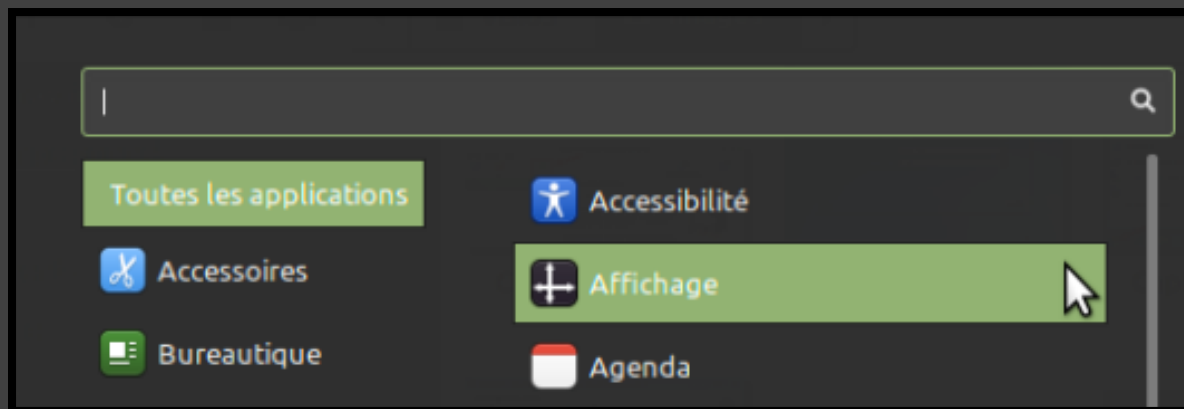 Toutes les applications
Accessoires
Bureautique
Accessibilité
Affichage
Agenda